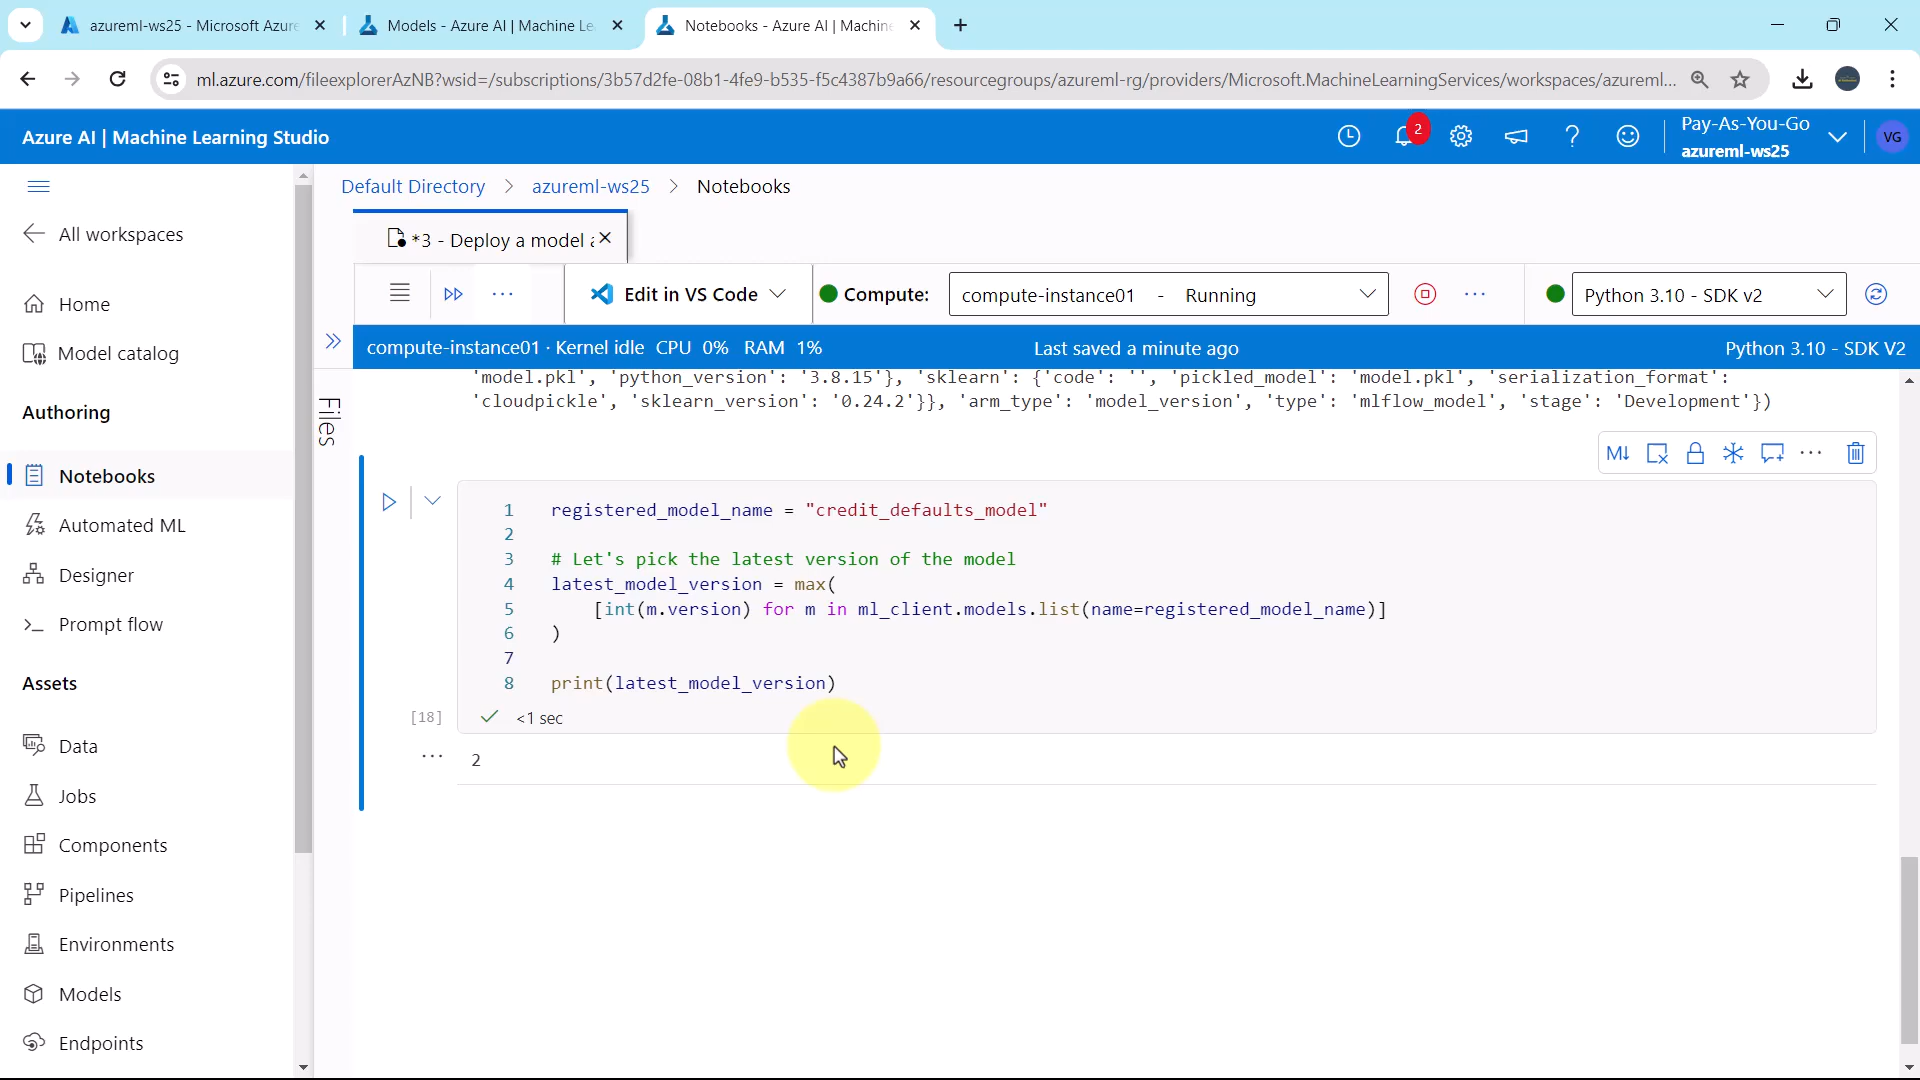 azureml-ws25 - Microsoft Azure
Models - Azure AI | Machine Le
Notebooks - Azure AI | Machine
ml.azure.com/fileexplorerAzNB?wsid=/subscriptions/3b57d2fe-08b1-4fe9-b535-f5c4387b9a66/resourcegroups/azureml-rg/providers/Microsoft.MachineLearningServices/workspaces/azureml...
Azure AI | Machine Learning Studio
2
Pay-As-You-Go
azureml-ws25
VG
All workspaces
Home
Model catalog
Authoring
Notebooks
Automated ML
Designer
Prompt flow
Assets
Data
Jobs
Components
Pipelines
Environments
Models
Endpoints
Default Directory > azureml-ws25 > Notebooks
*3 - Deploy a model a
Edit in VS Code
Compute:
compute-instance01 - Running
Python 3.10 - SDK v2
compute-instance01 · Kernel idle CPU 0% RAM 1%
Last saved a minute ago
Python 3.10 - SDK V2
Files
'model.pkl', 'python_version': '3.8.15'}, 'sklearn': {'code': '', 'pickled_model': 'model.pkl', 'serialization_format':
'cloudpickle', 'sklearn_version': '0.24.2'}}, 'arm_type': 'model_version', 'type': 'mlflow_model', 'stage': 'Development'})
M↓
1 registered_model_name = "credit_defaults_model"
2
3 # Let's pick the latest version of the model
4 latest_model_version = max(
5 [int(m.version) for m in ml_client.models.list(name=registered_model_name)]
6 )
7
8 print(latest_model_version)
[18] <1 sec
2